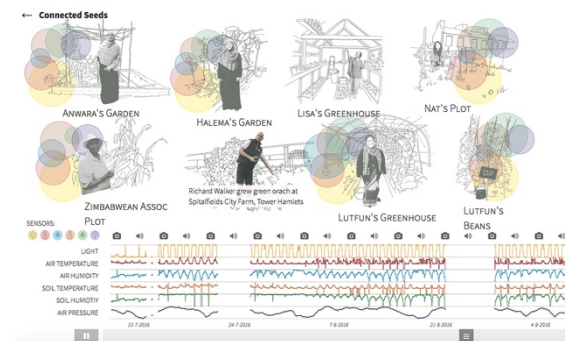 ← Connected Seeds
Anwara's Garden
Halema's Garden
Lisa's Greenhouse
Nat's Plot
Zimbabwean Assoc
Plot
Richard Walker grew green orach at
Spitalfields City Farm, Tower Hamlets
Lutfun's Greenhouse
Lutfun's
Beans
SENSORS:
LIGHT
AIR TEMPERATURE
AIR HUMIDITY
SOIL TEMPERATURE
SOIL HUMIDTIY
AIR PRESSURE
10-7-2016
24-7-2016
7-8-2016
21-8-2016
4-9-2016